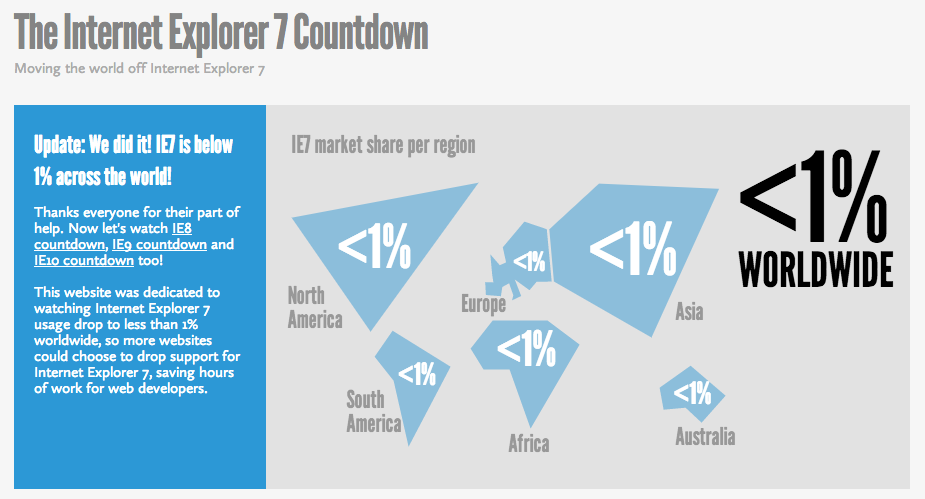 The Internet Explorer 7 Countdown
Moving the world off Internet Explorer 7
Update: We did it! IE7 is below
1% across the world!
Thanks everyone for their part of
help. Now let's watch IE8
countdown, IE9 countdown and
IE10 countdown too!
This website was dedicated to
watching Internet Explorer 7
usage drop to less than 1%
worldwide, so more websites
could choose to drop support for
Internet Explorer 7, saving hours
of work for web developers.
IE7 market share per region
<1%
North
America
<1%
Europe
<1%
Asia
<1%
South
America
<1%
Africa
<1%
Australia
<1%
WORLDWIDE